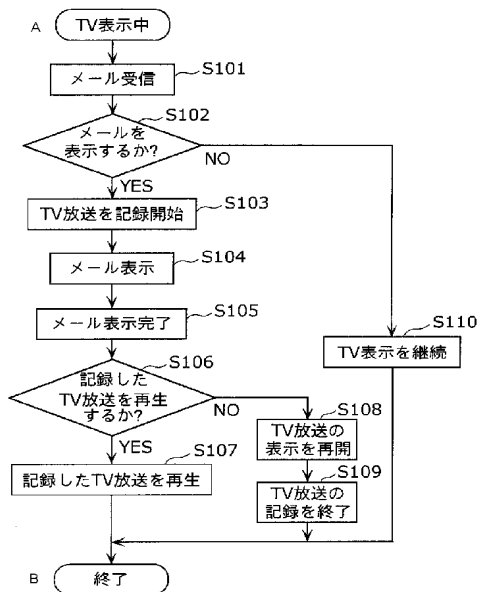 A TV表示中
メール受信 S101
S102
メールを
表示するか?
NO
YES
TV放送を記録開始 S103
メール表示 S104
メール表示完了 S105
S106
記録した
TV放送を再生
するか?
NO
YES
S107
記録したTV放送を再生
S108
TV放送の
表示を再開
S109
TV放送の
記録を終了
S110
TV表示を継続
B 終了